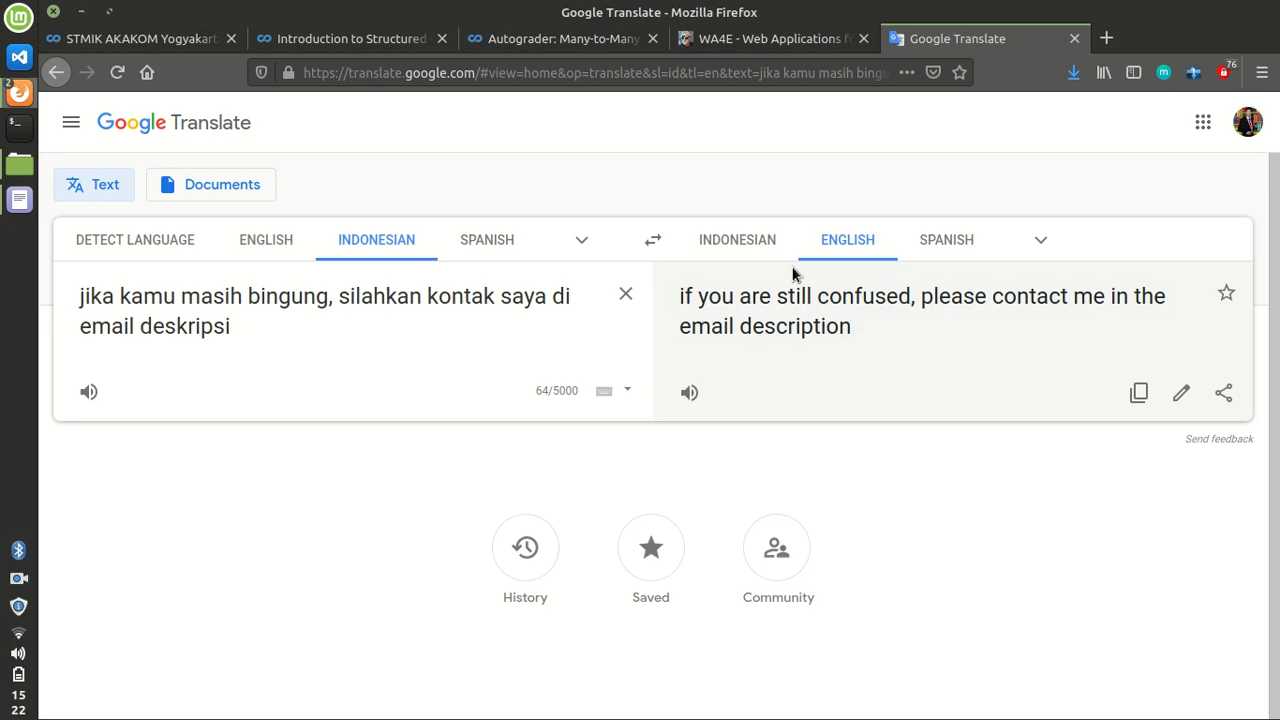 Google Translate - Mozilla Firefox
STMIK AKAKOM Yogyakart
Introduction to Structured
Autograder: Many-to-Many
WA4E - Web Applications fo
Google Translate
https://translate.google.com/#view=home&op=translate&sl=id&tl=en&text=jika kamu masih bingu
76
2
Google Translate
Text
Documents
DETECT LANGUAGE ENGLISH INDONESIAN SPANISH
INDONESIAN ENGLISH SPANISH
jika kamu masih bingung, silahkan kontak saya di
email deskripsi
64/5000
if you are still confused, please contact me in the
email description
Send feedback
History
Saved
Community
15
22